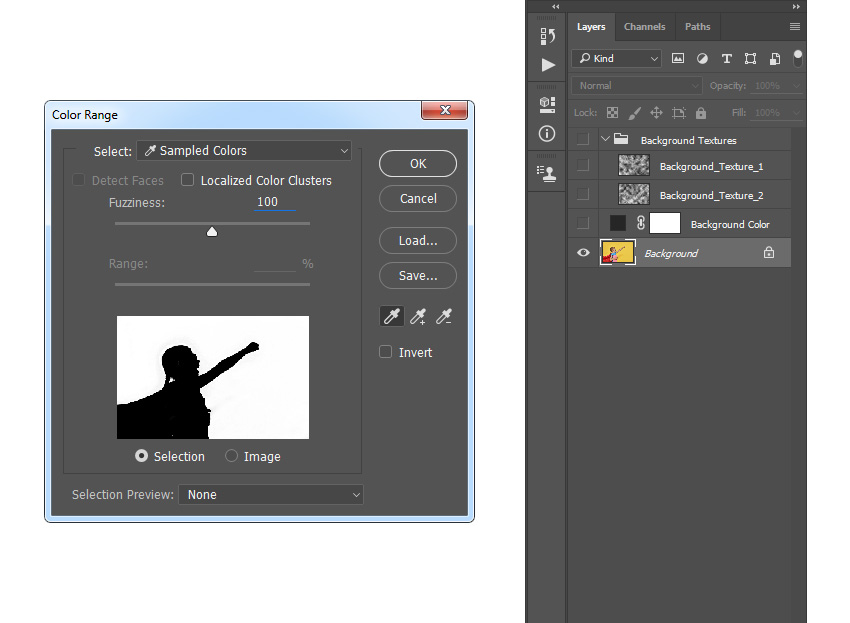 Color Range
Select: Sampled Colors
Detect Faces Localized Color Clusters
Fuzziness: 100
Range: %
Selection Image
Selection Preview: None
OK
Cancel
Load...
Save...
Invert
Layers Channels Paths
Kind
Normal Opacity: 100%
Lock: Fill: 100%
Background Textures
Background_Texture_1
Background_Texture_2
Background Color
Background